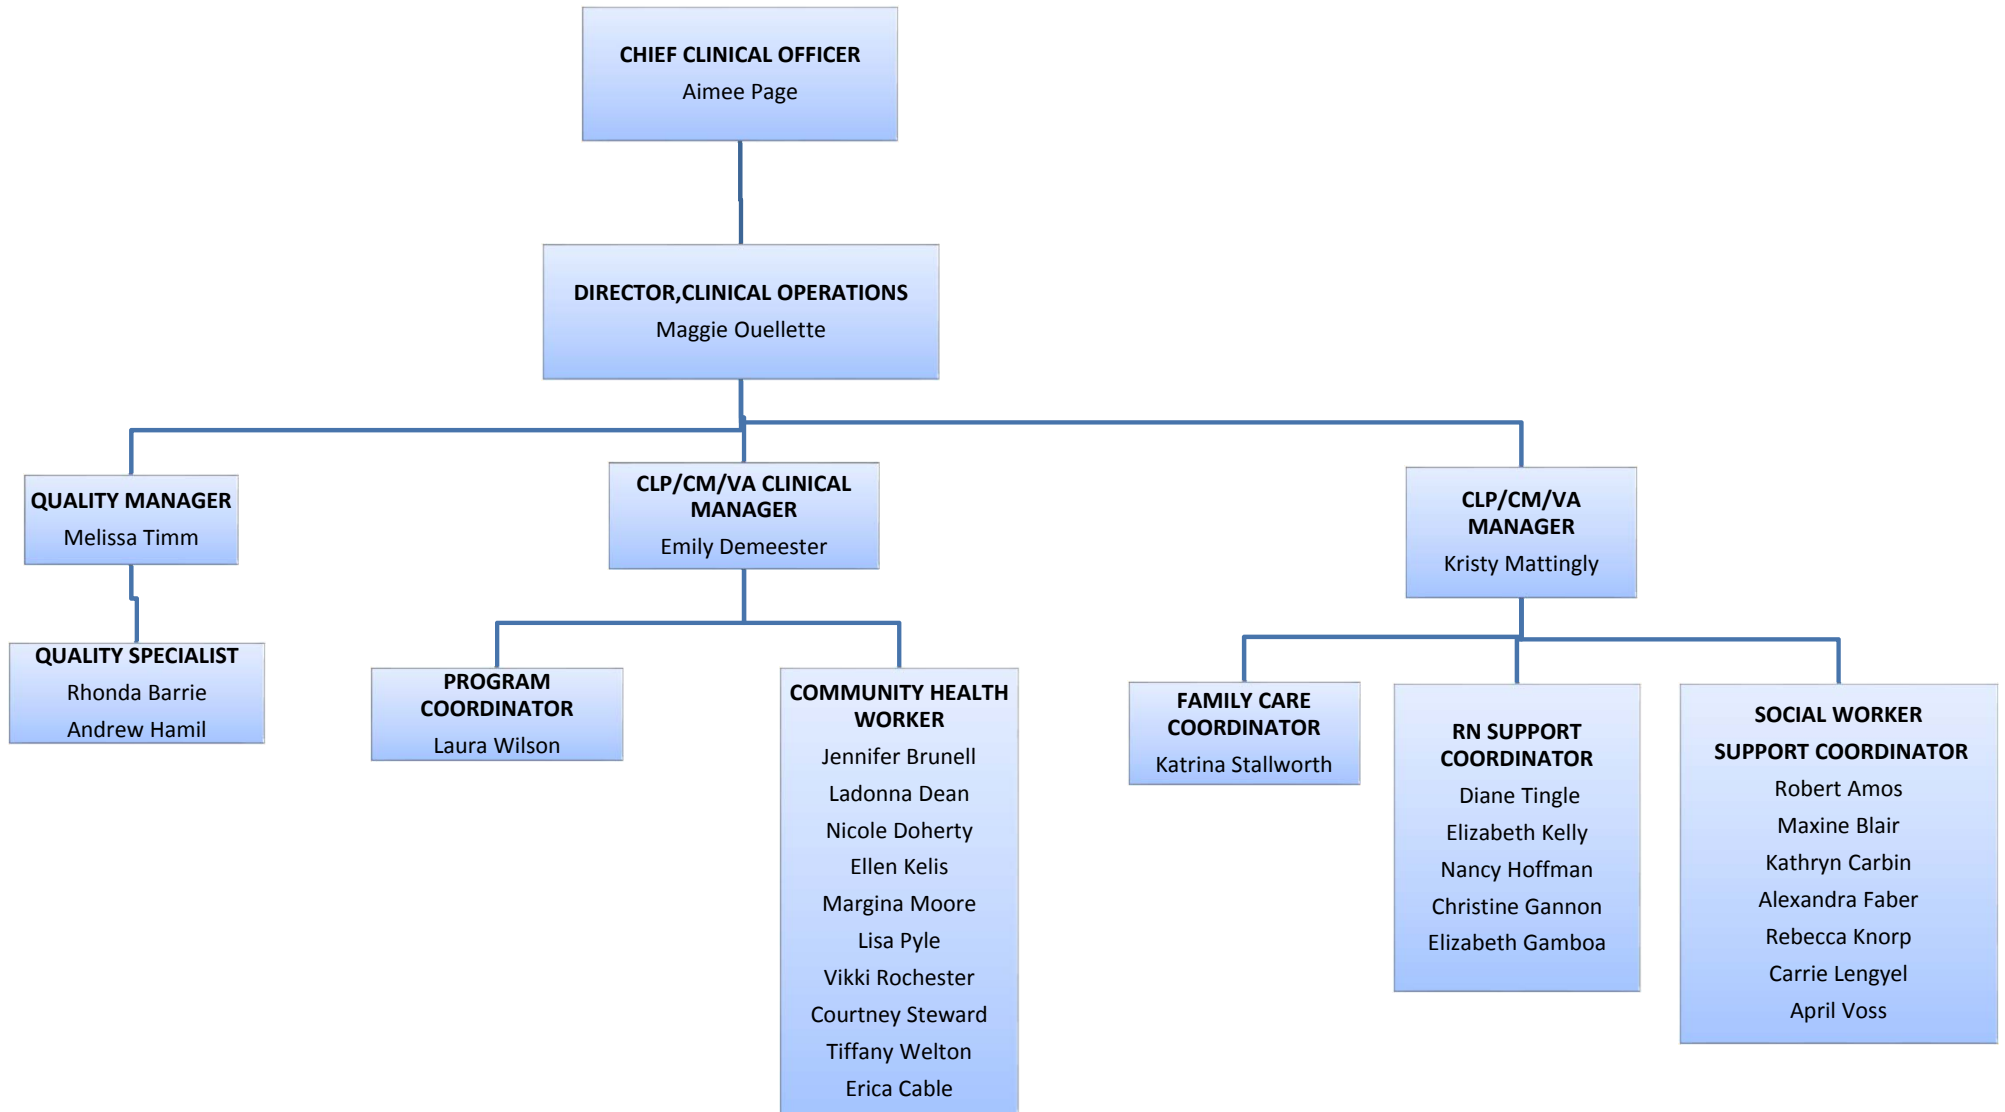 CHIEF CLINICAL OFFICER
Aimee Page
DIRECTOR,CLINICAL OPERATIONS
Maggie Ouellette
QUALITY MANAGER
Melissa Timm
CLP/CM/VA CLINICAL
MANAGER
Emily Demeester
CLP/CM/VA
MANAGER
Kristy Mattingly
QUALITY SPECIALIST
Rhonda Barrie
Andrew Hamil
PROGRAM
COORDINATOR
Laura Wilson
COMMUNITY HEALTH
WORKER
Jennifer Brunell
Ladonna Dean
Nicole Doherty
Ellen Kelis
Margina Moore
Lisa Pyle
Vikki Rochester
Courtney Steward
Tiffany Welton
Erica Cable
FAMILY CARE
COORDINATOR
Katrina Stallworth
RN SUPPORT
COORDINATOR
Diane Tingle
Elizabeth Kelly
Nancy Hoffman
Christine Gannon
Elizabeth Gamboa
SOCIAL WORKER
SUPPORT COORDINATOR
Robert Amos
Maxine Blair
Kathryn Carbin
Alexandra Faber
Rebecca Knorp
Carrie Lengyel
April Voss